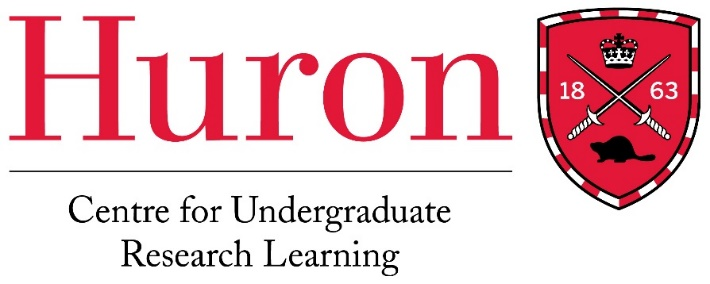 Huron
18 63
Centre for Undergraduate
Research Learning